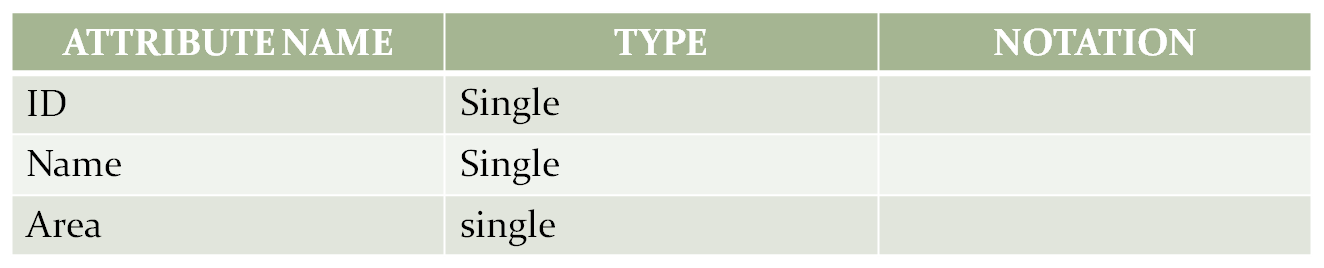 ATTRIBUTE NAME TYPE NOTATION
ID Single
Name Single
Area single